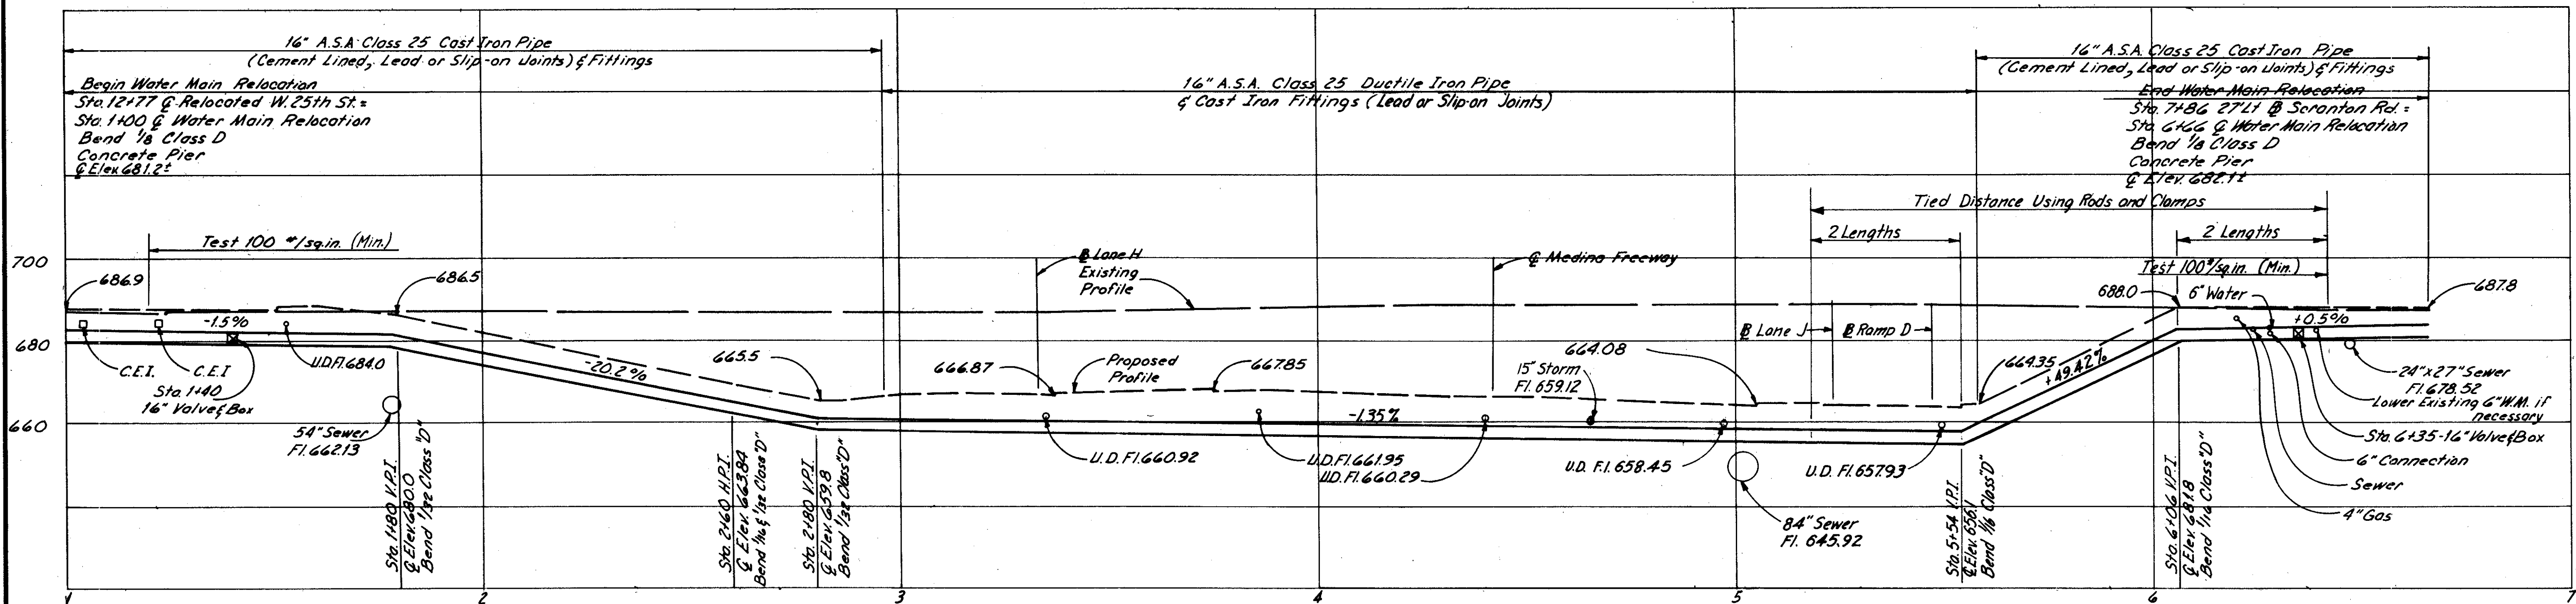 16" A.S.A. Class 25 Cast Iron Pipe
(Cement Lined, Lead or Slip-on Joints) & Fittings
Begin Water Main Relocation
Sta. 12+77 ℄ Relocated W. 25th St. =
Sta. 1+00 ℄ Water Main Relocation
Bend 1/8 Class D
Concrete Pier
℄ Elev. 681.2±
16" A.S.A. Class 25 Ductile Iron Pipe
& Cast Iron Fittings (Lead or Slip-on Joints)
16" A.S.A. Class 25 Cast Iron Pipe
(Cement Lined, Lead or Slip-on Joints) & Fittings
End Water Main Relocation
Sta. 7+86 27' Lt ⅊ Scranton Rd. =
Sta. 6+66 ℄ Water Main Relocation
Bend 1/8 Class D
Concrete Pier
℄ Elev. 682.1±
Tied Distance Using Rods and Clamps
2 Lengths
2 Lengths
Test 100 #/sq.in. (Min.)
Test 100 #/sq.in. (Min.)
700
680
660
686.9
686.5
B Lane H
Existing
Profile
℄ Medina Freeway
688.0
6" Water
687.8
-1.5%
+0.5%
B Lane J
B Ramp D
C.E.I.
C.E.I
U.D.Fl.684.0
Sta. 1+40
16" Valve & Box
-20.2%
665.5
666.87
Proposed
Profile
667.85
664.08
664.35
+49.42%
15" Storm
Fl. 659.12
-1.35%
54" Sewer
Fl. 662.13
U.D. Fl. 660.92
U.D. Fl. 661.95
U.D. Fl. 660.29
U.D. F.l. 658.45
U.D. Fl. 657.93
84" Sewer
Fl. 645.92
24"x27" Sewer
Fl. 678.52
Lower Existing 6" W.M. if
necessary
Sta. 6+35-16" Valve & Box
6" Connection
Sewer
4" Gas
Sta. 1+80 V.P.I.
℄ Elev. 680.0
Bend 1/32 Class "D"
Sta. 2+60 H.P.I.
℄ Elev. 663.84
Bend 1/16 & 1/32 Class "D"
Sta. 2+80 V.P.I.
℄ Elev. 659.8
Bend 1/32 Class "D"
Sta. 5+54 V.P.I.
℄ Elev. 656.1
Bend 1/16 Class "D"
Sta. 6+06 V.P.I.
℄ Elev. 681.8
Bend 1/16 Class "D"
1 2 3 4 5 6 7